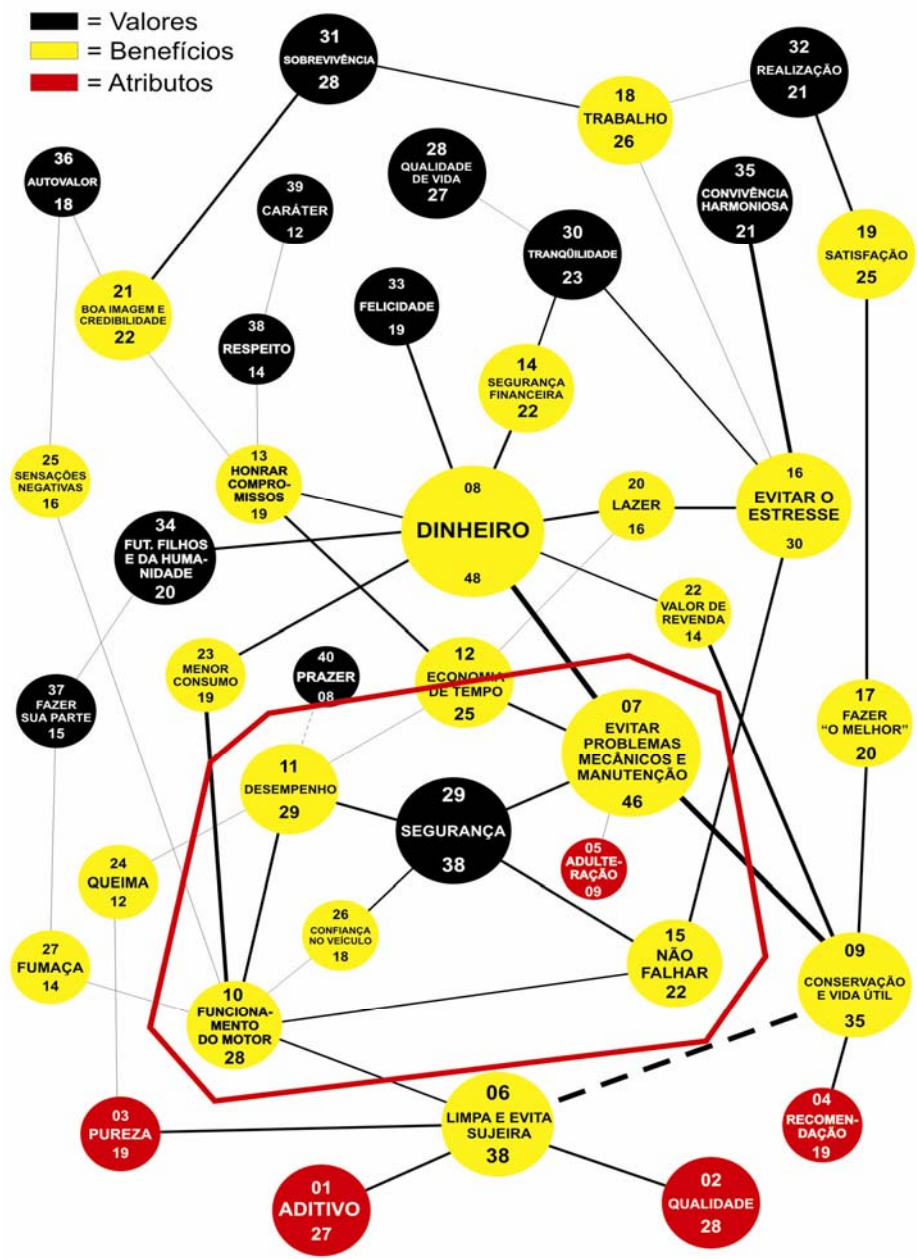 = Valores
= Benefícios
= Atributos
31
SOBREVIVÊNCIA
28
32
REALIZAÇÃO
21
18
TRABALHO
26
36
AUTOVALOR
18
28
QUALIDADE
DE VIDA
27
39
CARÁTER
12
35
CONVIVÊNCIA
HARMONIOSA
21
30
TRANQÜILIDADE
23
19
SATISFAÇÃO
25
21
BOA IMAGEM E
CREDIBILIDADE
22
33
FELICIDADE
19
38
RESPEITO
14
14
SEGURANÇA
FINANCEIRA
22
25
SENSAÇÕES
NEGATIVAS
16
13
HONRAR
COMPRO-
MISSOS
19
08
DINHEIRO
48
20
LAZER
16
16
EVITAR O
ESTRESSE
30
34
FUT. FILHOS
E DA HUMA-
NIDADE
20
22
VALOR DE
REVENDA
14
23
MENOR
CONSUMO
19
40
PRAZER
08
12
ECONOMIA
DE TEMPO
25
37
FAZER
SUA PARTE
15
17
FAZER
“O MELHOR”
20
07
EVITAR
PROBLEMAS
MECÂNICOS E
MANUTENÇÃO
46
11
DESEMPENHO
29
29
SEGURANÇA
38
05
ADULTE-
RAÇÃO
09
24
QUEIMA
12
26
CONFIANÇA
NO VEÍCULO
18
15
NÃO
FALHAR
22
27
FUMAÇA
14
09
CONSERVAÇÃO
E VIDA ÚTIL
35
10
FUNCIONA-
MENTO
DO MOTOR
28
06
LIMPA E EVITA
SUJEIRA
38
03
PUREZA
19
04
RECOMEN-
DAÇÃO
19
01
ADITIVO
27
02
QUALIDADE
28